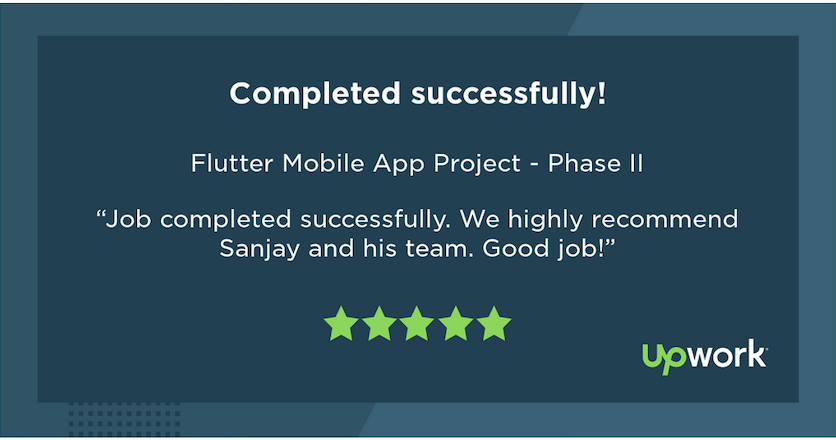 Completed successfully!
Flutter Mobile App Project - Phase II
“Job completed successfully. We highly recommend
Sanjay and his team. Good job!”
upwork